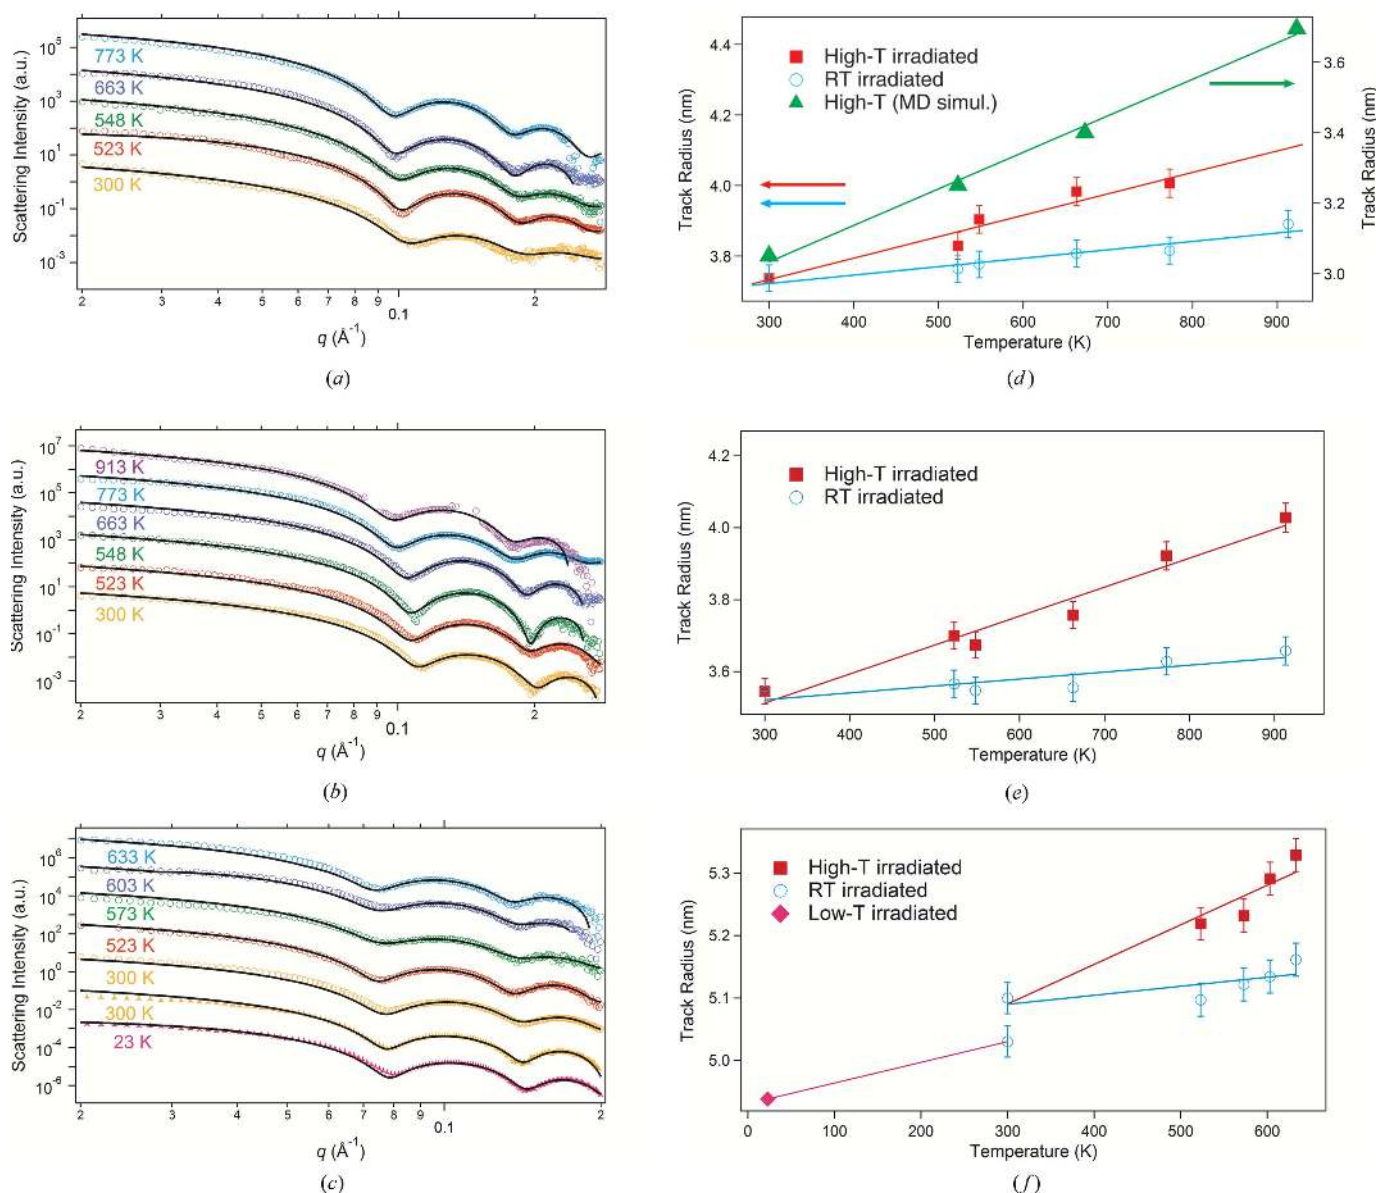 Scattering Intensity (a.u.)
10^5
10^3
10^1
10^-1
10^-3
773 K
663 K
548 K
523 K
300 K
2 3 4 5 6 7 8 9 0.1 2
q (Å^-1)
(a)
Track Radius (nm)
4.4
4.2
4.0
3.8
High-T irradiated
RT irradiated
High-T (MD simul.)
3.6
3.4
3.2
3.0
Track Radius (nm)
300 400 500 600 700 800 900
Temperature (K)
(d)
Scattering Intensity (a.u.)
10^7
10^5
10^3
10^1
10^-1
10^-3
913 K
773 K
663 K
548 K
523 K
300 K
2 3 4 5 6 7 8 9 0.1 2
q (Å^-1)
(b)
Track Radius (nm)
4.2
4.0
3.8
3.6
High-T irradiated
RT irradiated
300 400 500 600 700 800 900
Temperature (K)
(e)
Scattering Intensity (a.u.)
10^6
10^4
10^2
10^0
10^-2
10^-4
10^-6
633 K
603 K
573 K
523 K
300 K
300 K
23 K
2 3 4 5 6 7 8 9 0.1 2
q (Å^-1)
(c)
Track Radius (nm)
5.3
5.2
5.1
5.0
High-T irradiated
RT irradiated
Low-T irradiated
0 100 200 300 400 500 600
Temperature (K)
(f)